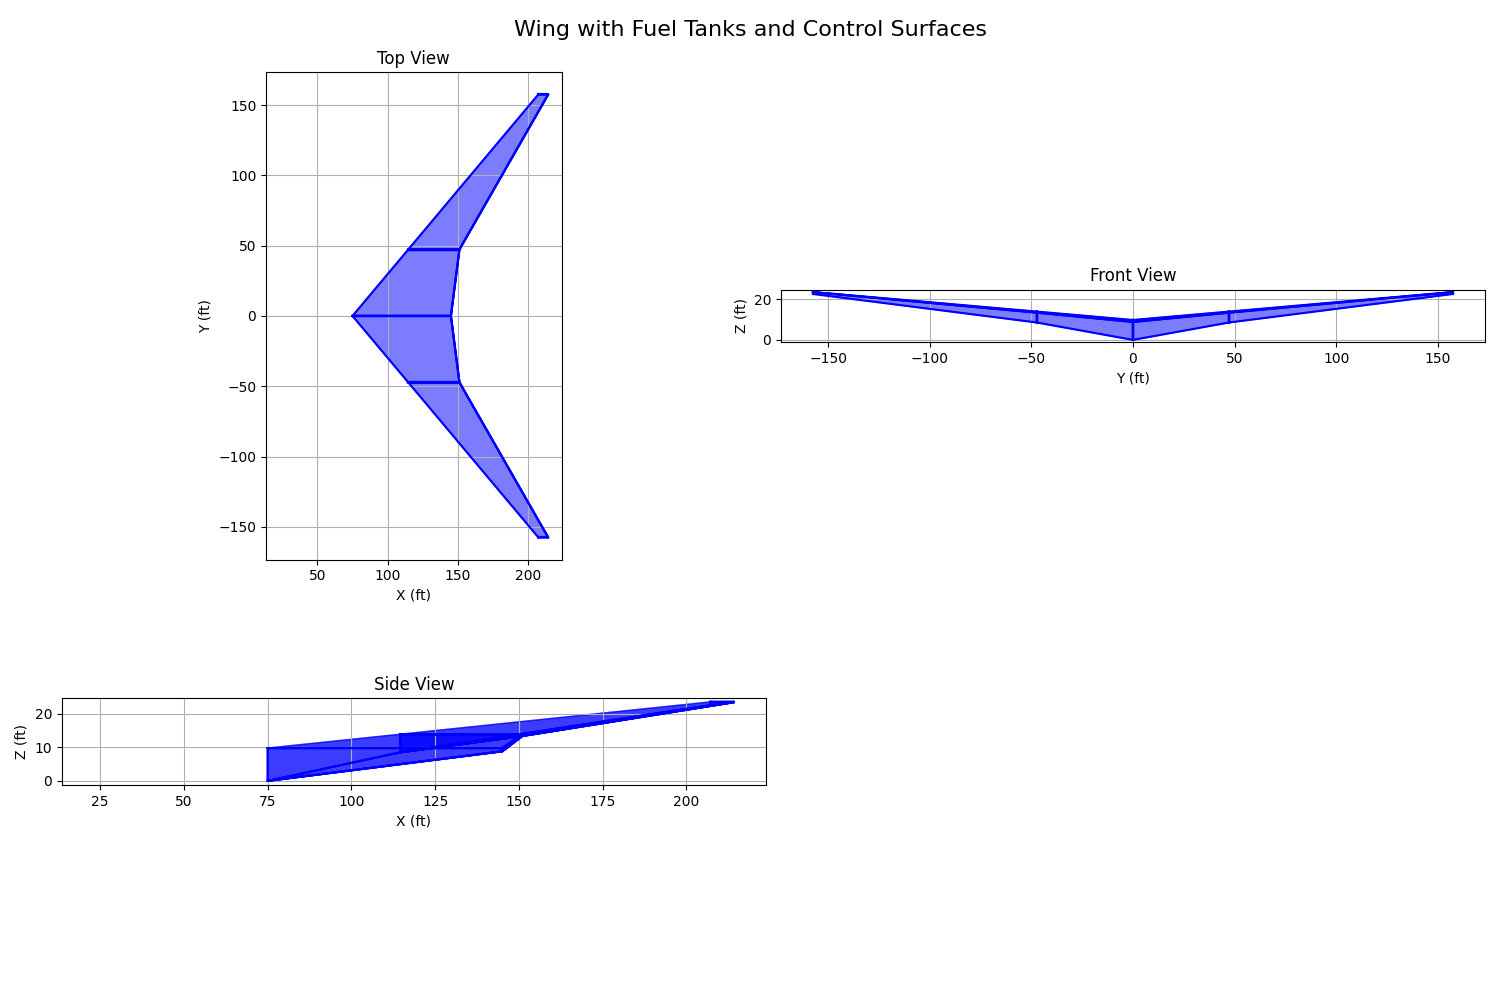 Wing with Fuel Tanks and Control Surfaces
Top View
150
100
50
0
−50
−100
−150
Y (ft)
50 100 150 200
X (ft)
Front View
20
0
Z (ft)
−150 −100 −50 0 50 100 150
Y (ft)
Side View
20
10
0
Z (ft)
25 50 75 100 125 150 175 200
X (ft)